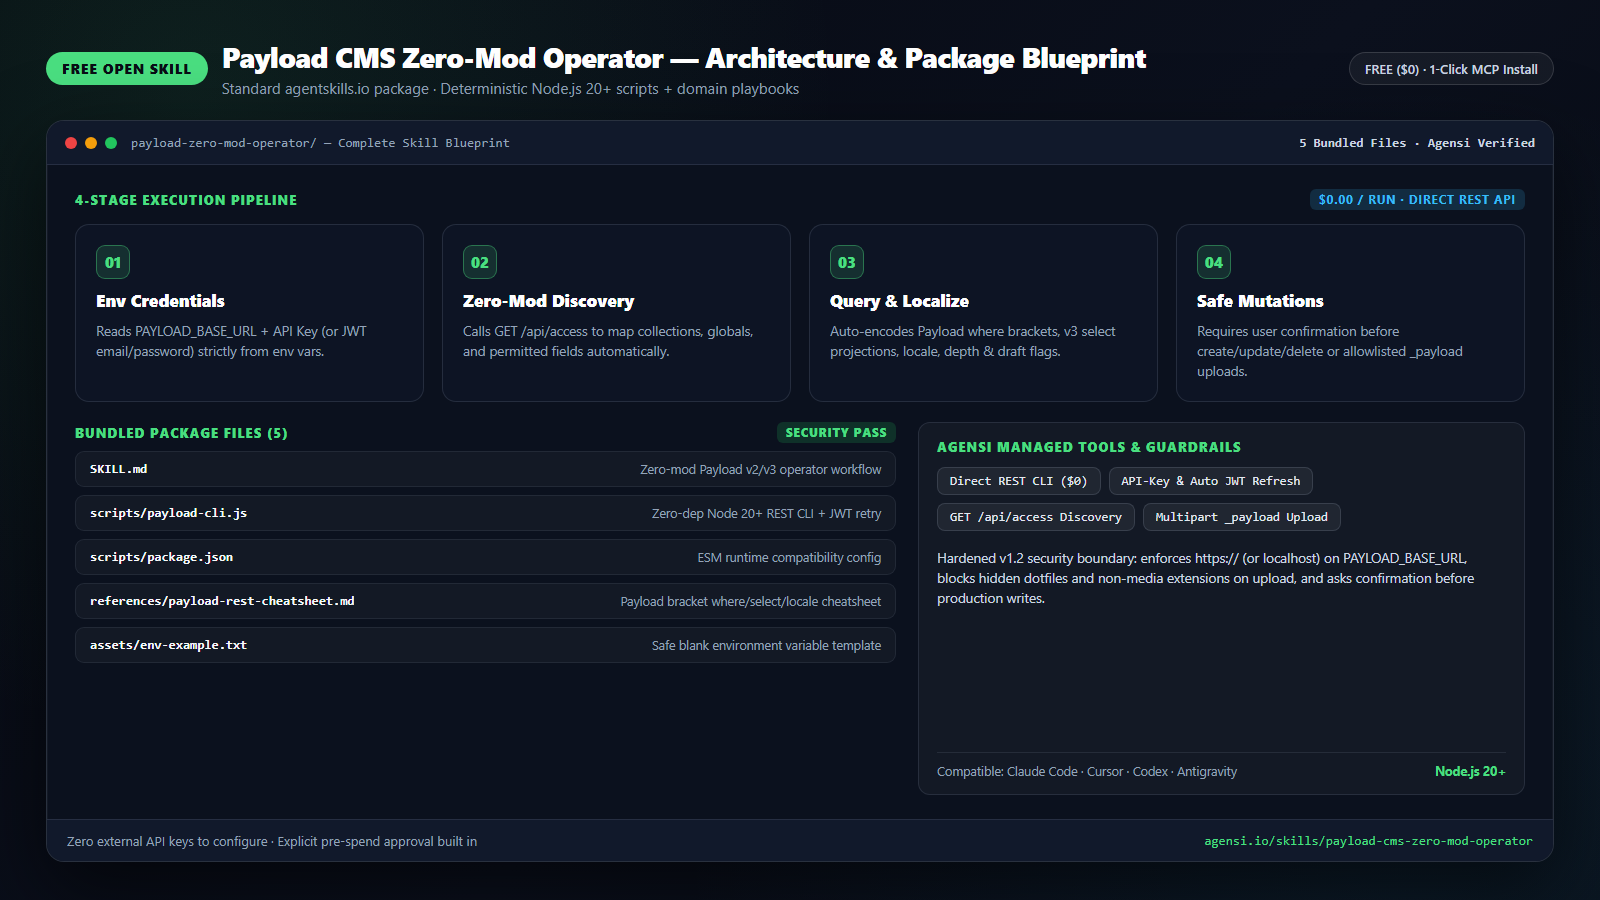 FREE OPEN SKILL
Payload CMS Zero-Mod Operator — Architecture & Package Blueprint
Standard agentskills.io package · Deterministic Node.js 20+ scripts + domain playbooks
FREE ($0) · 1-Click MCP Install
payload-zero-mod-operator/ — Complete Skill Blueprint
5 Bundled Files · Agensi Verified
4-STAGE EXECUTION PIPELINE
$0.00 / RUN · DIRECT REST API
01
Env Credentials
Reads PAYLOAD_BASE_URL + API Key (or JWT
email/password) strictly from env vars.
02
Zero-Mod Discovery
Calls GET /api/access to map collections, globals,
and permitted fields automatically.
03
Query & Localize
Auto-encodes Payload where brackets, v3 select
projections, locale, depth & draft flags.
04
Safe Mutations
Requires user confirmation before
create/update/delete or allowlisted _payload
uploads.
BUNDLED PACKAGE FILES (5)
SECURITY PASS
SKILL.md
Zero-mod Payload v2/v3 operator workflow
scripts/payload-cli.js
Zero-dep Node 20+ REST CLI + JWT retry
scripts/package.json
ESM runtime compatibility config
references/payload-rest-cheatsheet.md
Payload bracket where/select/locale cheatsheet
assets/env-example.txt
Safe blank environment variable template
AGENSI MANAGED TOOLS & GUARDRAILS
Direct REST CLI ($0)
API-Key & Auto JWT Refresh
GET /api/access Discovery
Multipart _payload Upload
Hardened v1.2 security boundary: enforces https:// (or localhost) on PAYLOAD_BASE_URL,
blocks hidden dotfiles and non-media extensions on upload, and asks confirmation before
production writes.
Compatible: Claude Code · Cursor · Codex · Antigravity
Node.js 20+
Zero external API keys to configure · Explicit pre-spend approval built in
agensi.io/skills/payload-cms-zero-mod-operator